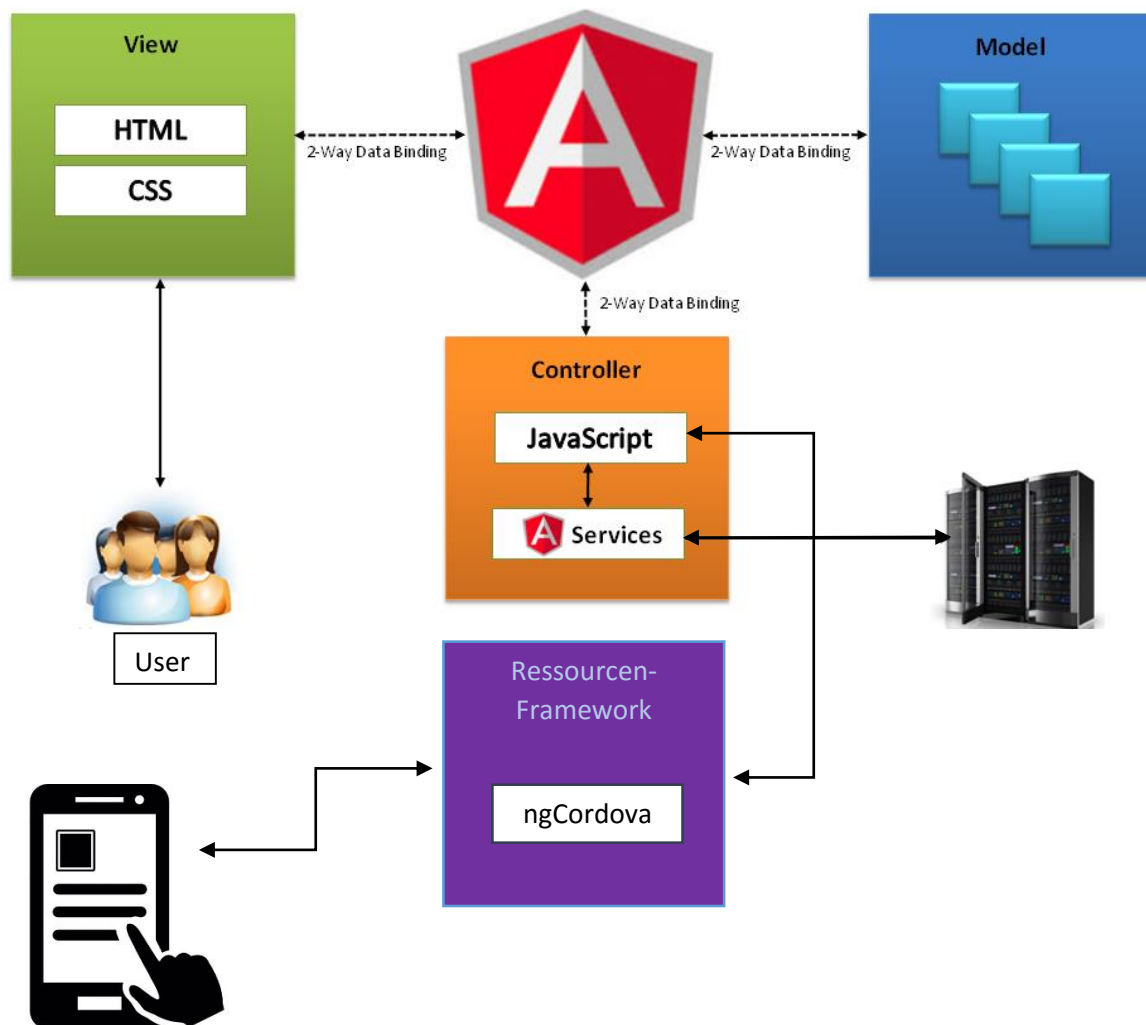 View
Model
HTML
2-Way Data Binding
2-Way Data Binding
CSS
2-Way Data Binding
Controller
JavaScript
Services
User
Ressourcen-
Framework
ngCordova